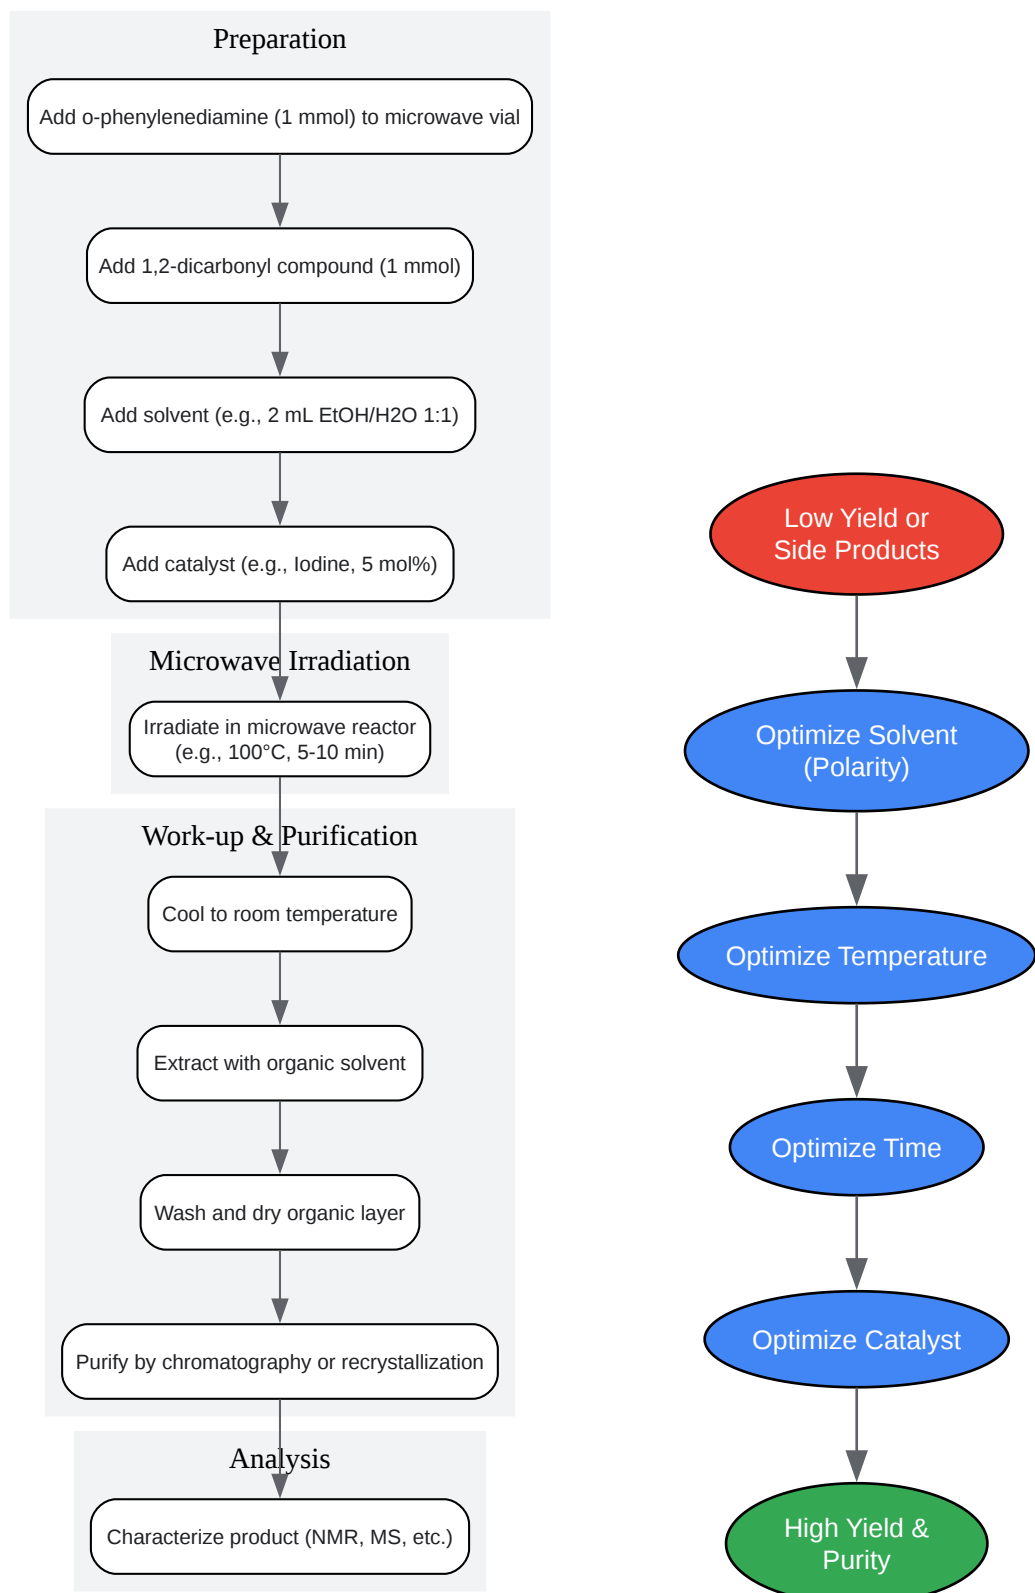 Preparation
Add o-phenylenediamine (1 mmol) to microwave vial
Add 1,2-dicarbonyl compound (1 mmol)
Add solvent (e.g., 2 mL EtOH/H2O 1:1)
Add catalyst (e.g., Iodine, 5 mol%)
Microwave Irradiation
Irradiate in microwave reactor
(e.g., 100°C, 5-10 min)
Work-up & Purification
Cool to room temperature
Extract with organic solvent
Wash and dry organic layer
Purify by chromatography or recrystallization
Analysis
Characterize product (NMR, MS, etc.)
Low Yield or
Side Products
Optimize Solvent
(Polarity)
Optimize Temperature
Optimize Time
Optimize Catalyst
High Yield &
Purity